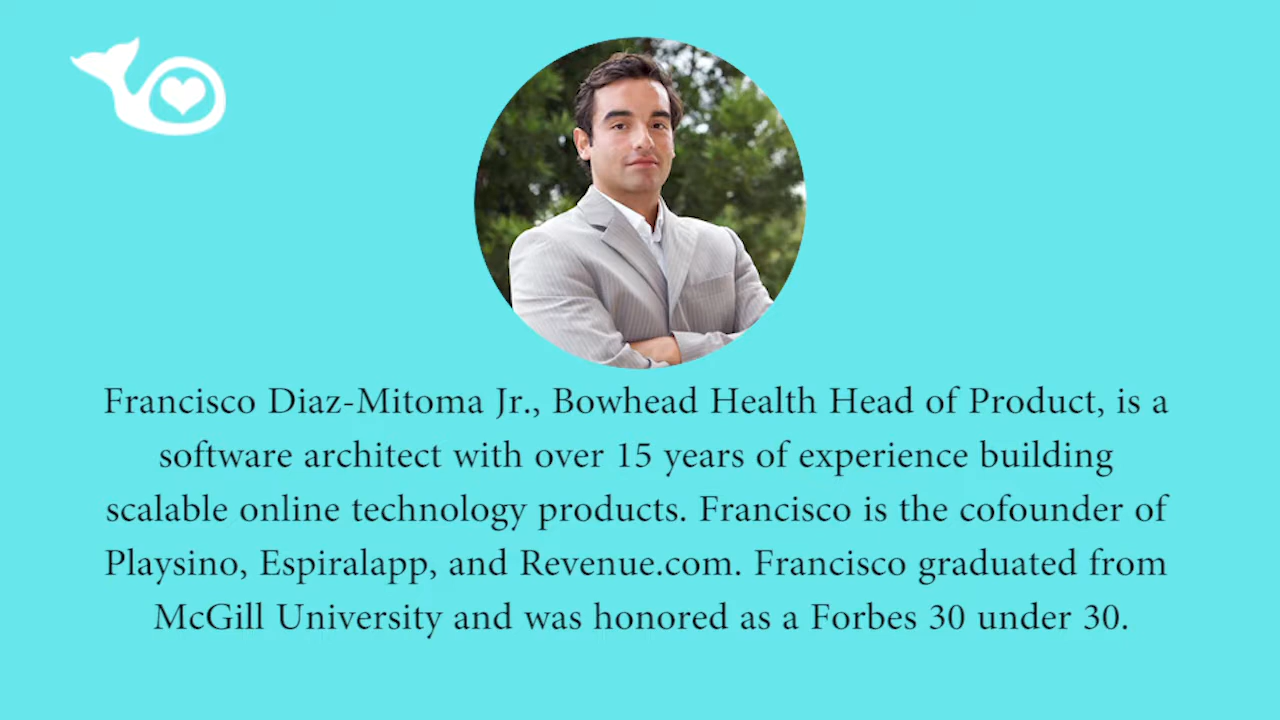 Francisco Diaz-Mitoma Jr., Bowhead Health Head of Product, is a
software architect with over 15 years of experience building
scalable online technology products. Francisco is the cofounder of
Playsino, Espiralapp, and Revenue.com. Francisco graduated from
McGill University and was honored as a Forbes 30 under 30.